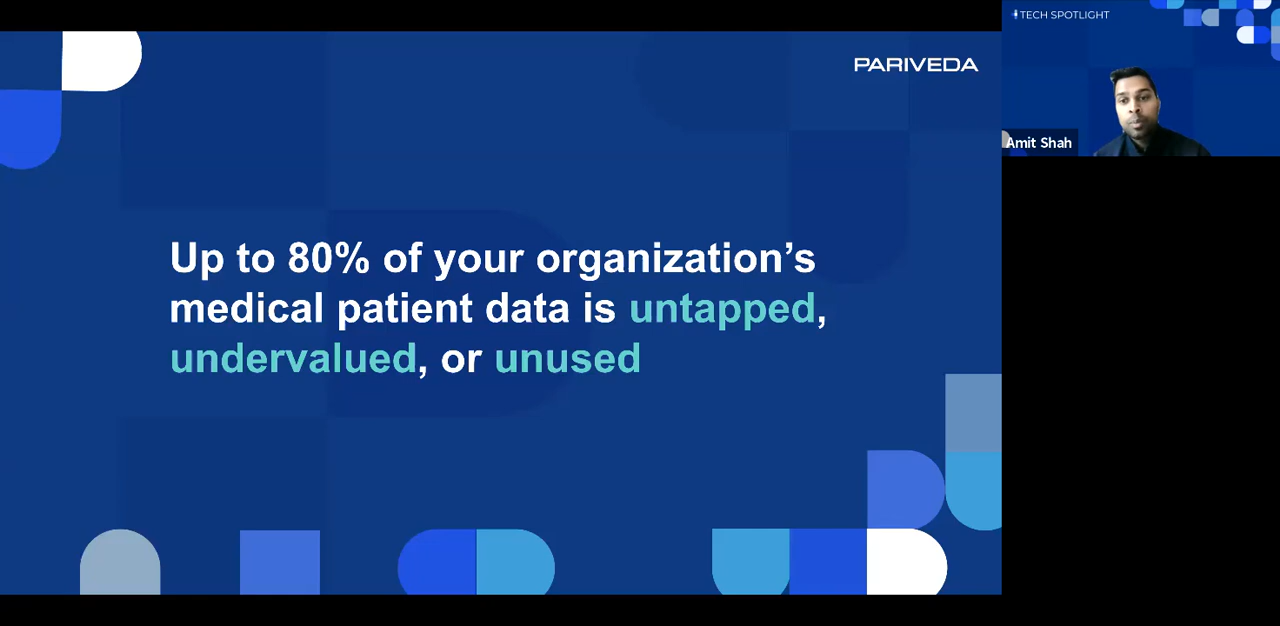 PARIVEDA
Up to 80% of your organization’s
medical patient data is untapped,
undervalued, or unused
TECH SPOTLIGHT
Amit Shah